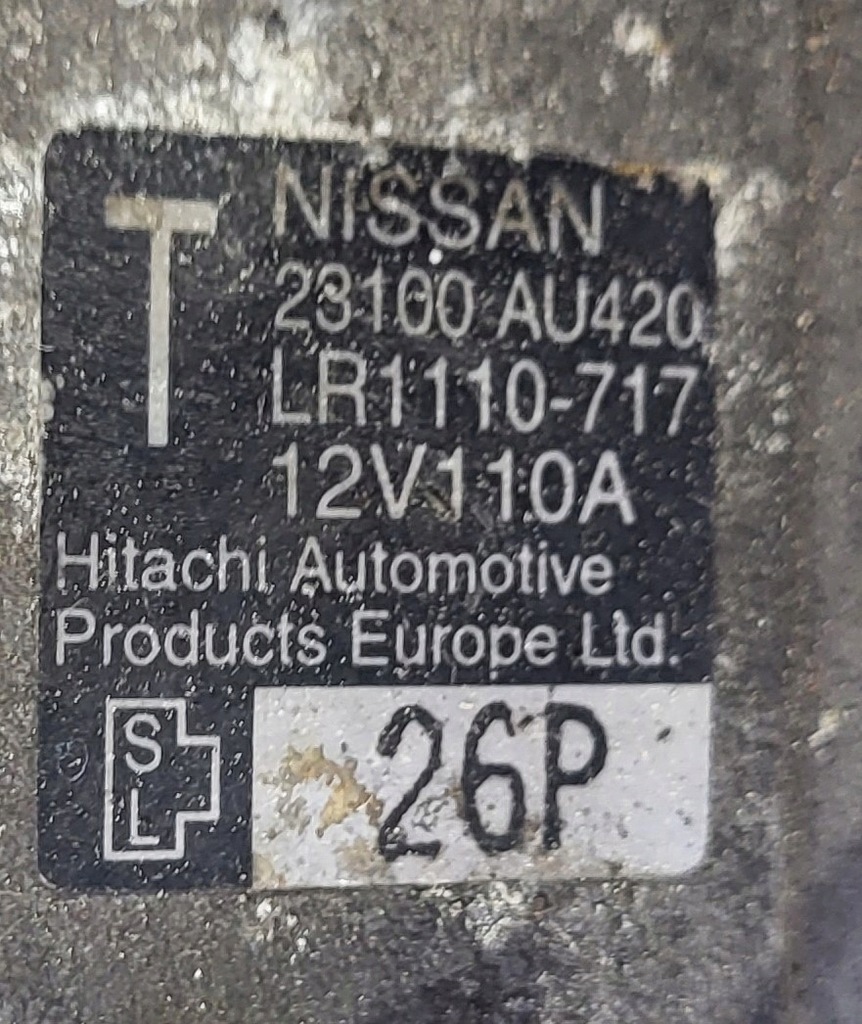 T
NISSAN
23100 AU420
LR1110-717
12V110A
Hitachi Automotive
Products Europe Ltd.
S
L
26P